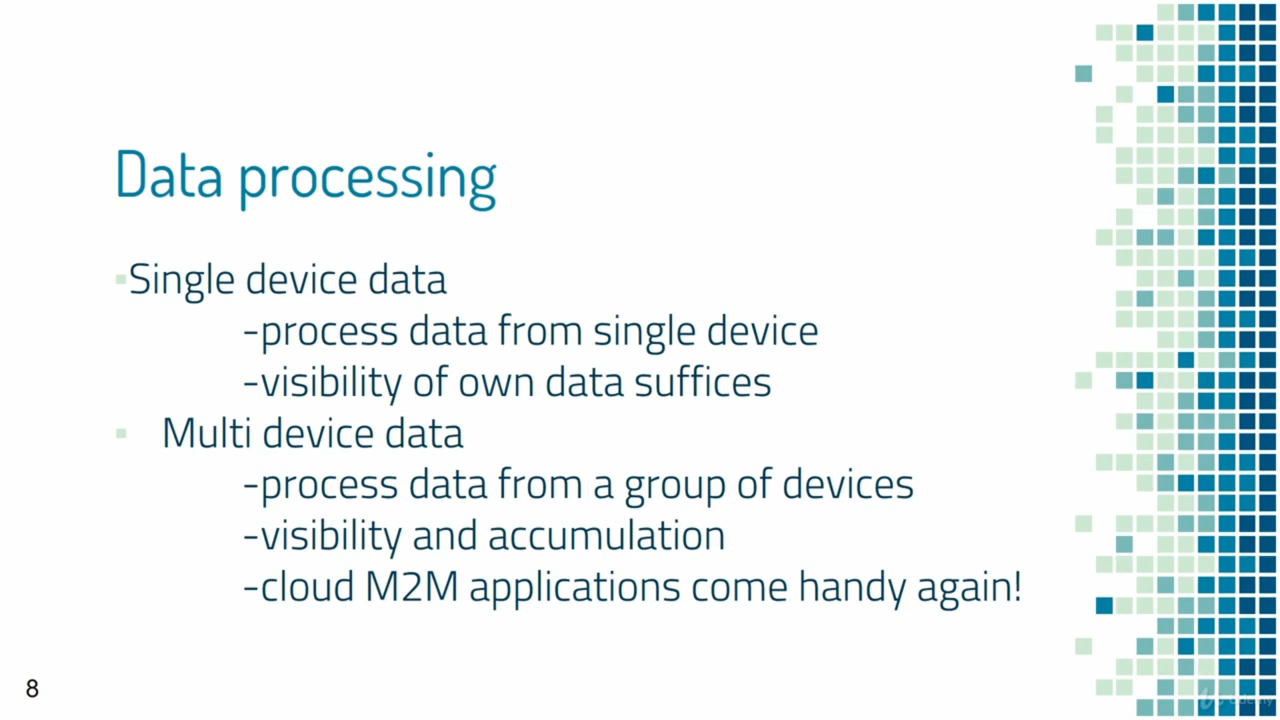 Data processing
▪Single device data
-process data from single device
-visibility of own data suffices
▪ Multi device data
-process data from a group of devices
-visibility and accumulation
-cloud M2M applications come handy again!
8
Udemy